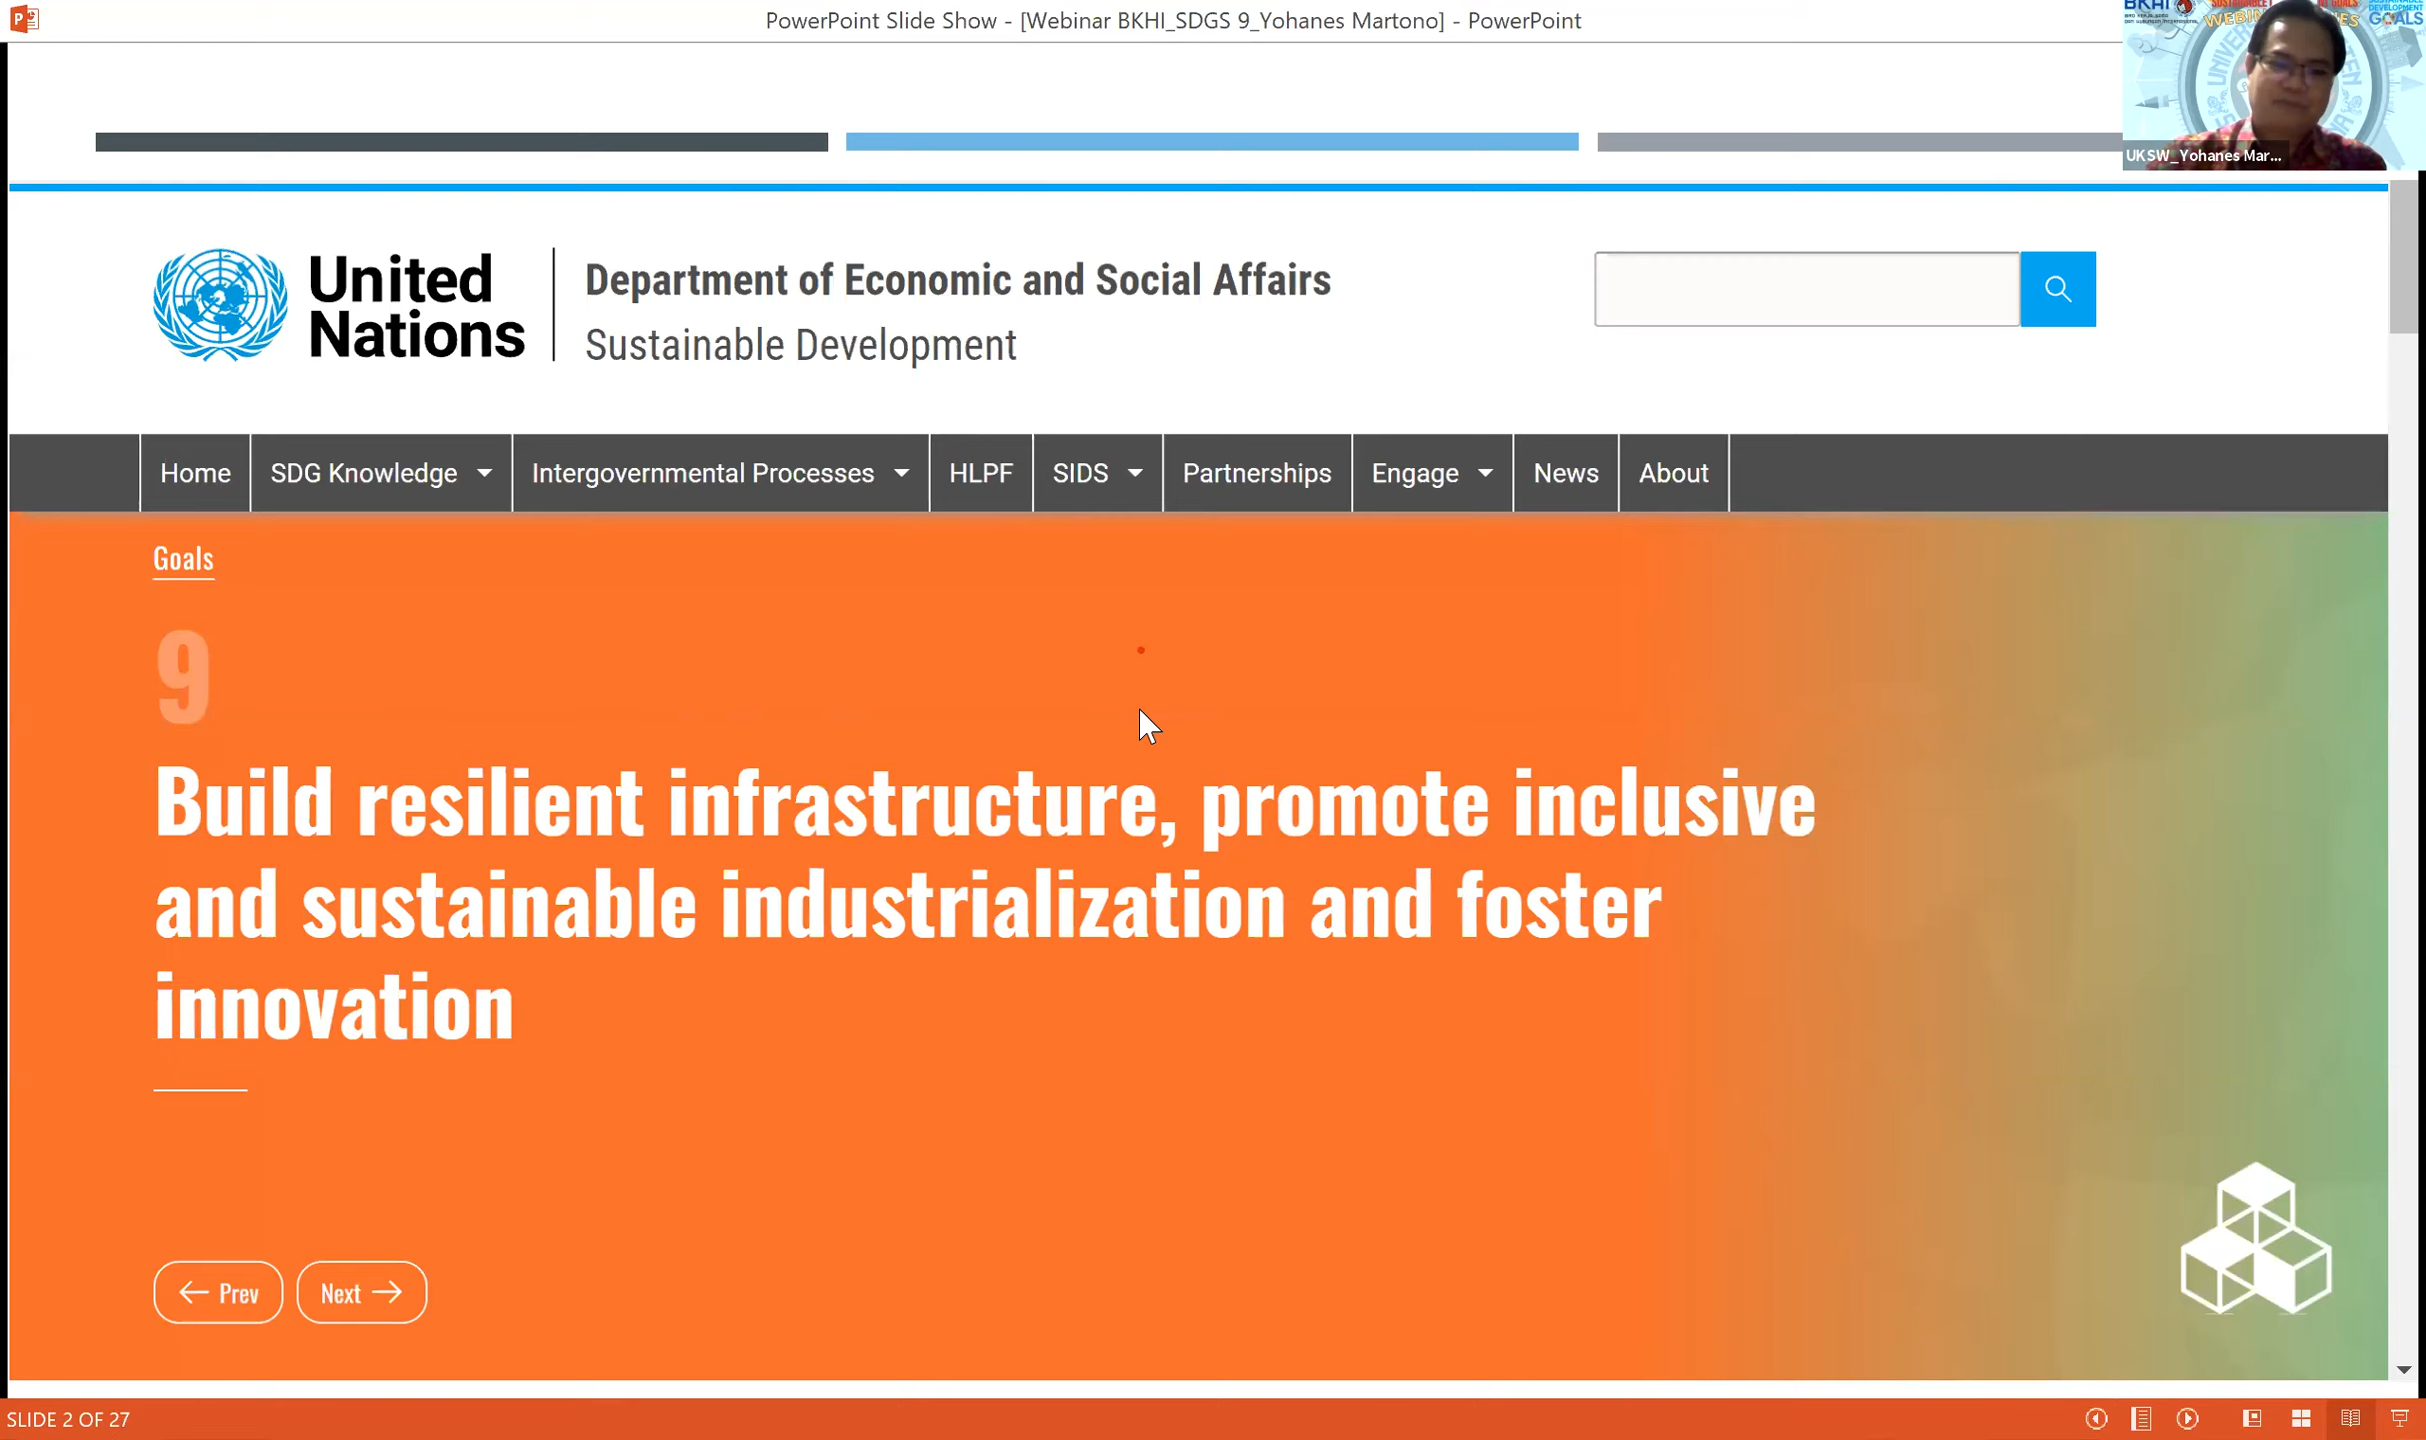 PowerPoint Slide Show - [Webinar BKHI_SDGS 9_Yohanes Martono] - PowerPoint
BKHI
GOALS
UKSW_Yohanes Mar...
United
Nations
Department of Economic and Social Affairs
Sustainable Development
Home
SDG Knowledge
Intergovernmental Processes
HLPF
SIDS
Partnerships
Engage
News
About
Goals
9
Build resilient infrastructure, promote inclusive
and sustainable industrialization and foster
innovation
← Prev
Next →
SLIDE 2 OF 27